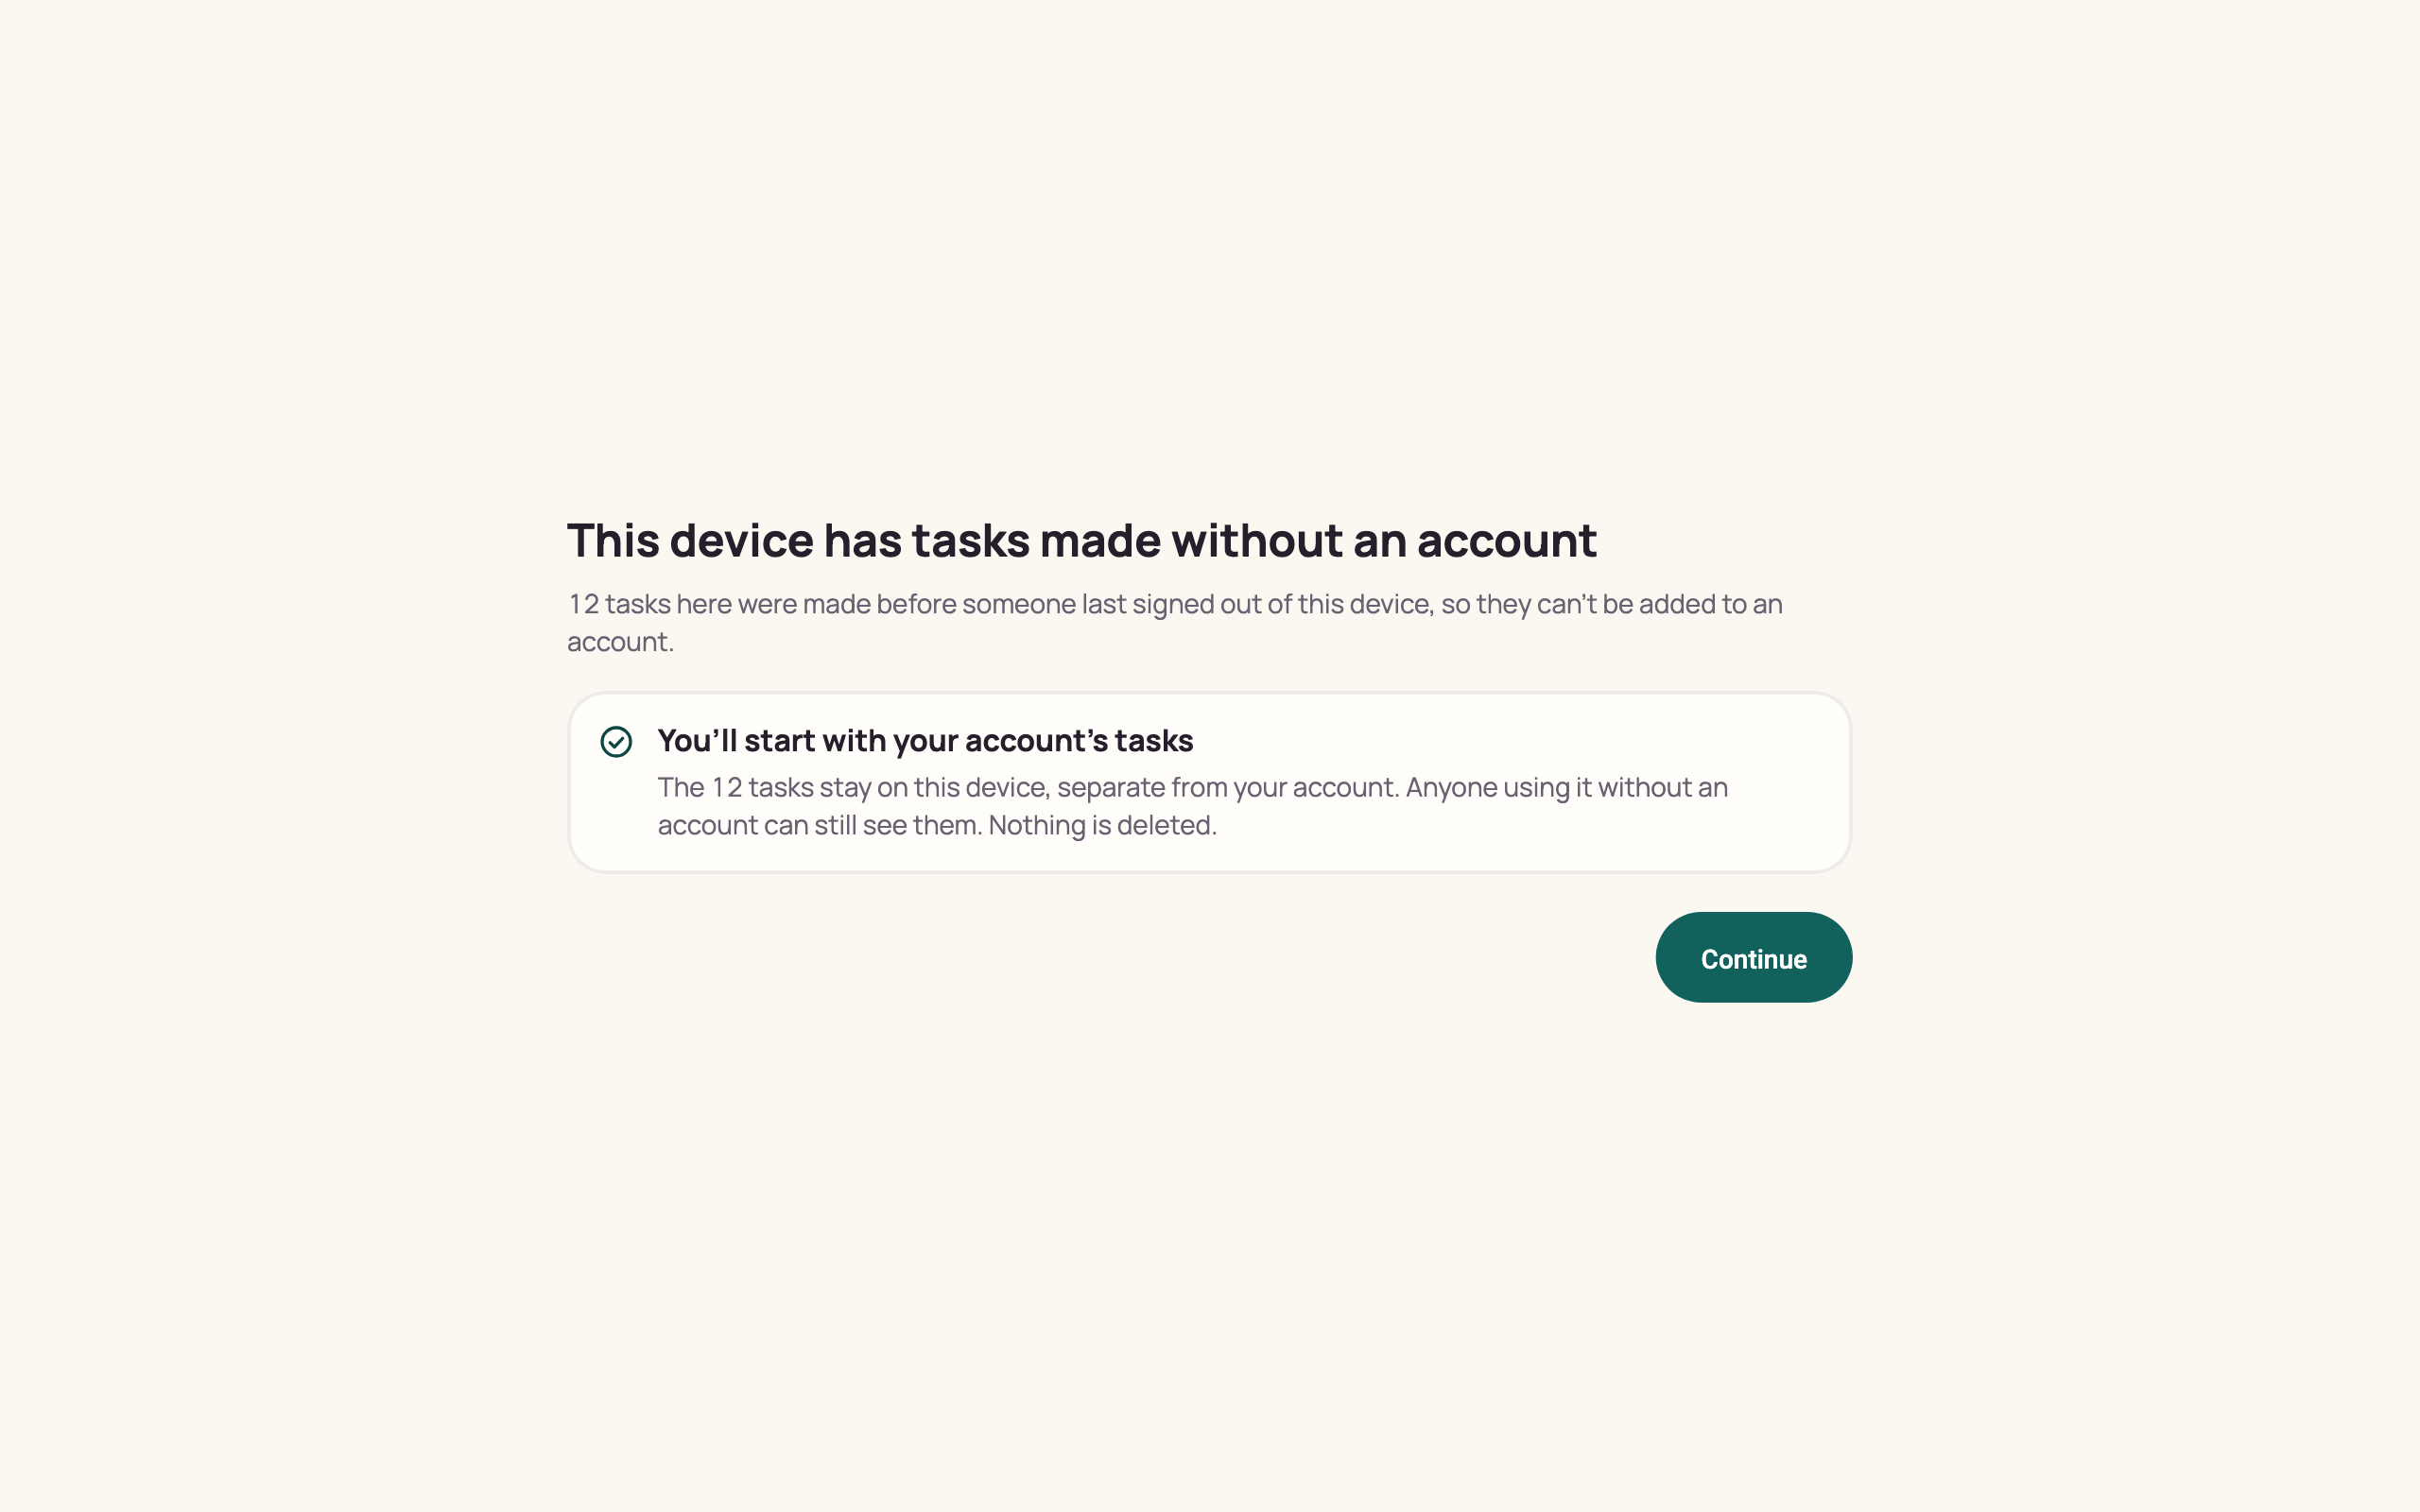 This device has tasks made without an account
12 tasks here were made before someone last signed out of this device, so they can’t be added to an
account.
You’ll start with your account’s tasks
The 12 tasks stay on this device, separate from your account. Anyone using it without an
account can still see them. Nothing is deleted.
Continue